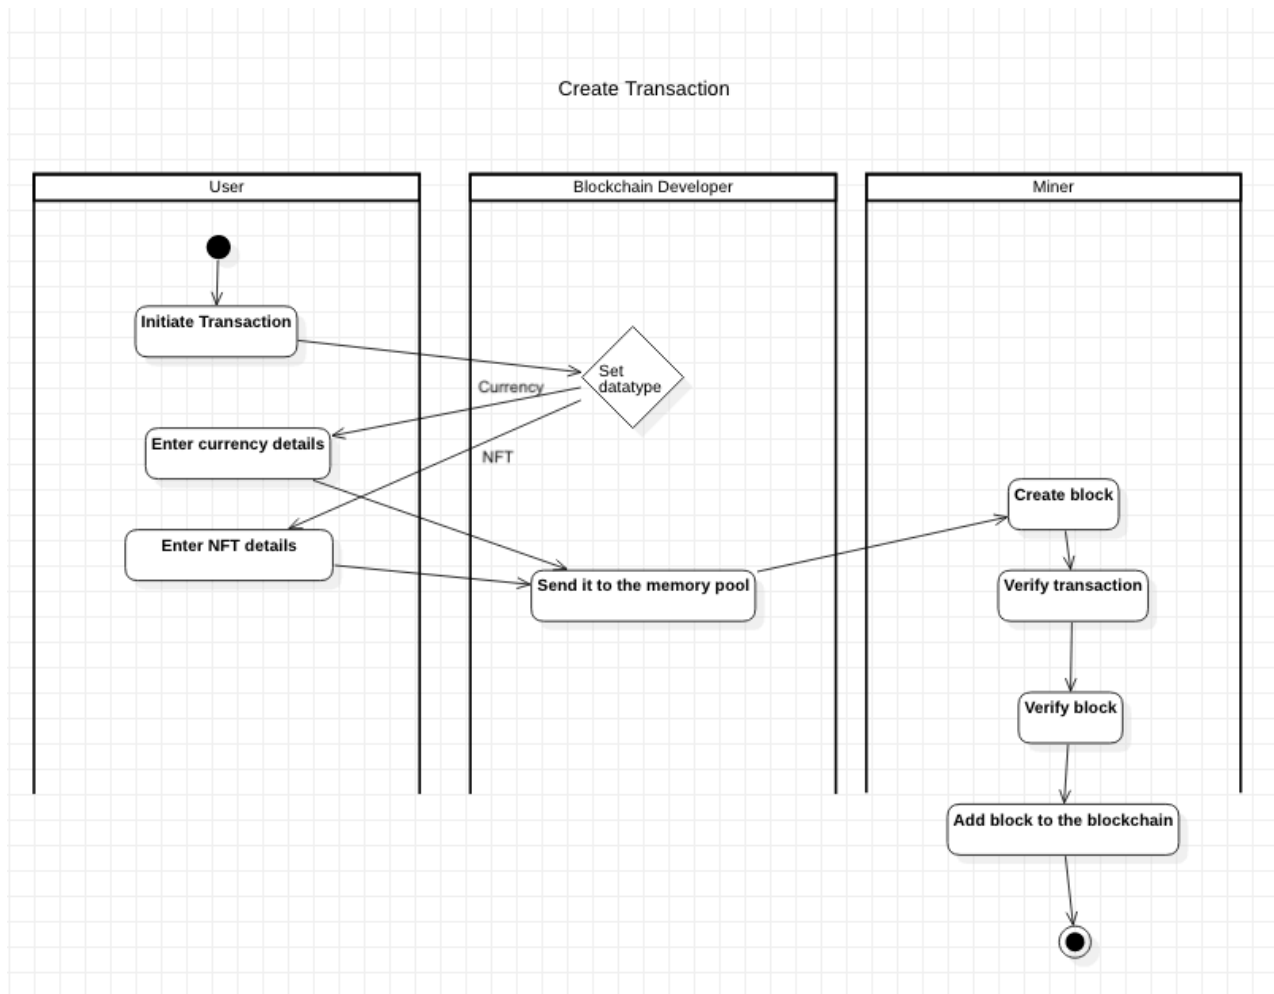 Create Transaction
User
Blockchain Developer
Miner
Initiate Transaction
Set
datatype
Currency
Enter currency details
NFT
Create block
Enter NFT details
Send it to the memory pool
Verify transaction
Verify block
Add block to the blockchain